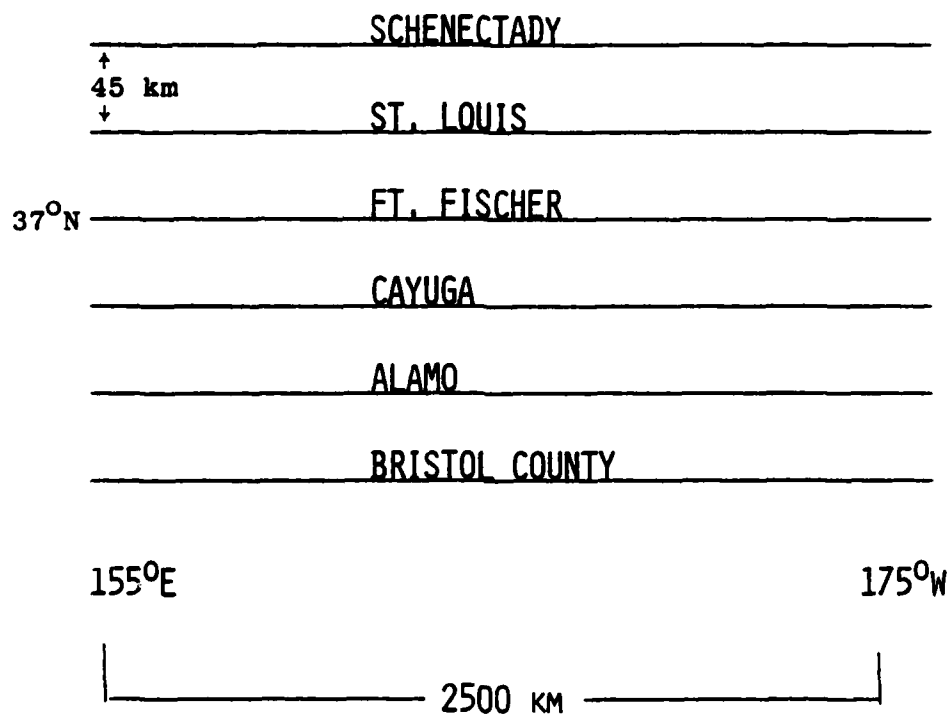 SCHENECTADY
45 km
ST. LOUIS
37°N FT. FISCHER
CAYUGA
ALAMO
BRISTOL COUNTY
155°E 175°W
2500 KM